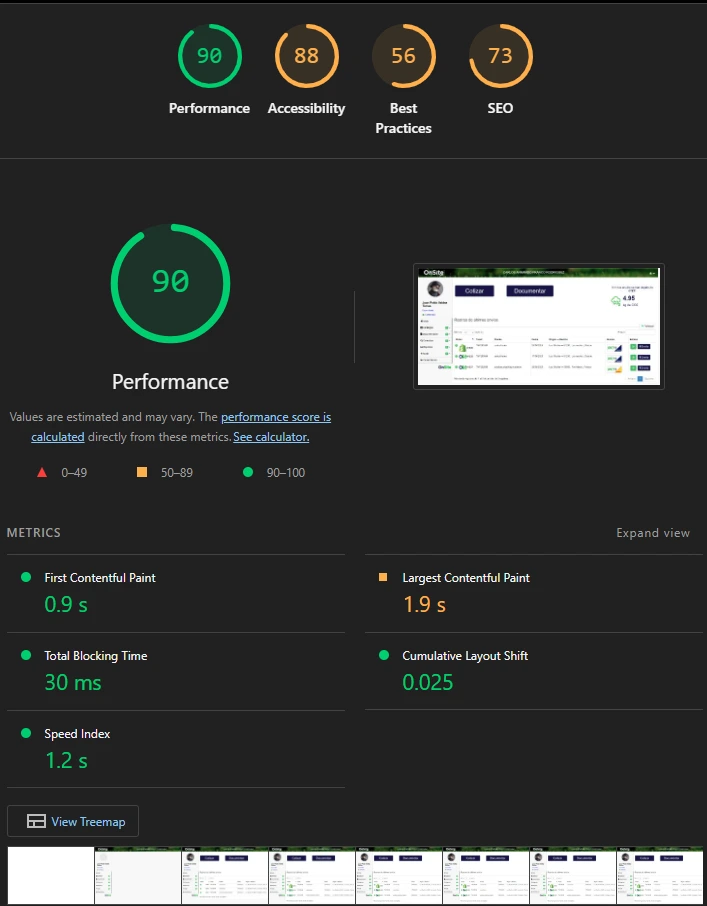 90
88
56
73
Performance
Accessibility
Best
Practices
SEO
90
Performance
Values are estimated and may vary. The performance score is
calculated directly from these metrics. See calculator.
0–49
50–89
90–100
OnSite
Cotizar
Documentar
4.95
METRICS
Expand view
First Contentful Paint
0.9 s
Largest Contentful Paint
1.9 s
Total Blocking Time
30 ms
Cumulative Layout Shift
0.025
Speed Index
1.2 s
View Treemap